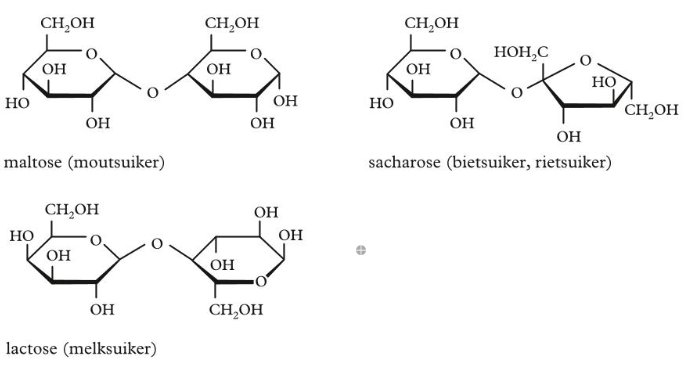 CH₂OH CH₂OH
O O
OH OH
HO O OH
OH OH
maltose (moutsuiker)
CH₂OH HOH₂C
O O
OH HO
HO O CH₂OH
OH OH
sacharose (bietsuiker, rietsuiker)
CH₂OH OH
HO O O OH
OH OH
O
OH CH₂OH
lactose (melksuiker)